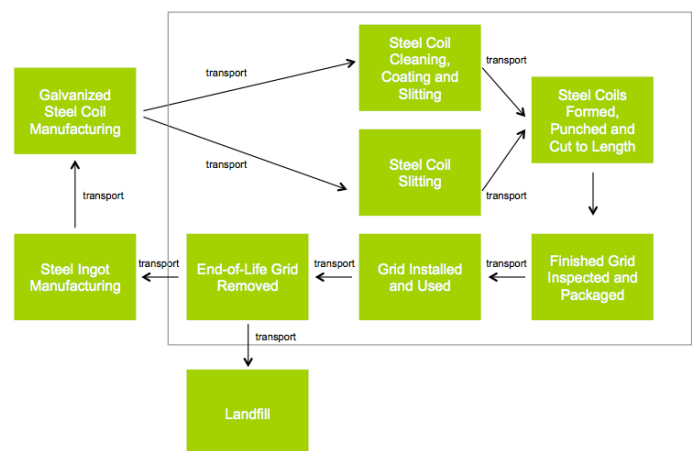 Steel Coil
Cleaning,
Coating and
Slitting
transport
transport
Galvanized
Steel Coil
Manufacturing
Steel Coils
Formed,
Punched and
Cut to Length
transport
Steel Coil
Slitting
transport
transport
Steel Ingot
Manufacturing
transport
End-of-Life Grid
Removed
transport
Grid Installed
and Used
transport
Finished Grid
Inspected and
Packaged
transport
Landfill